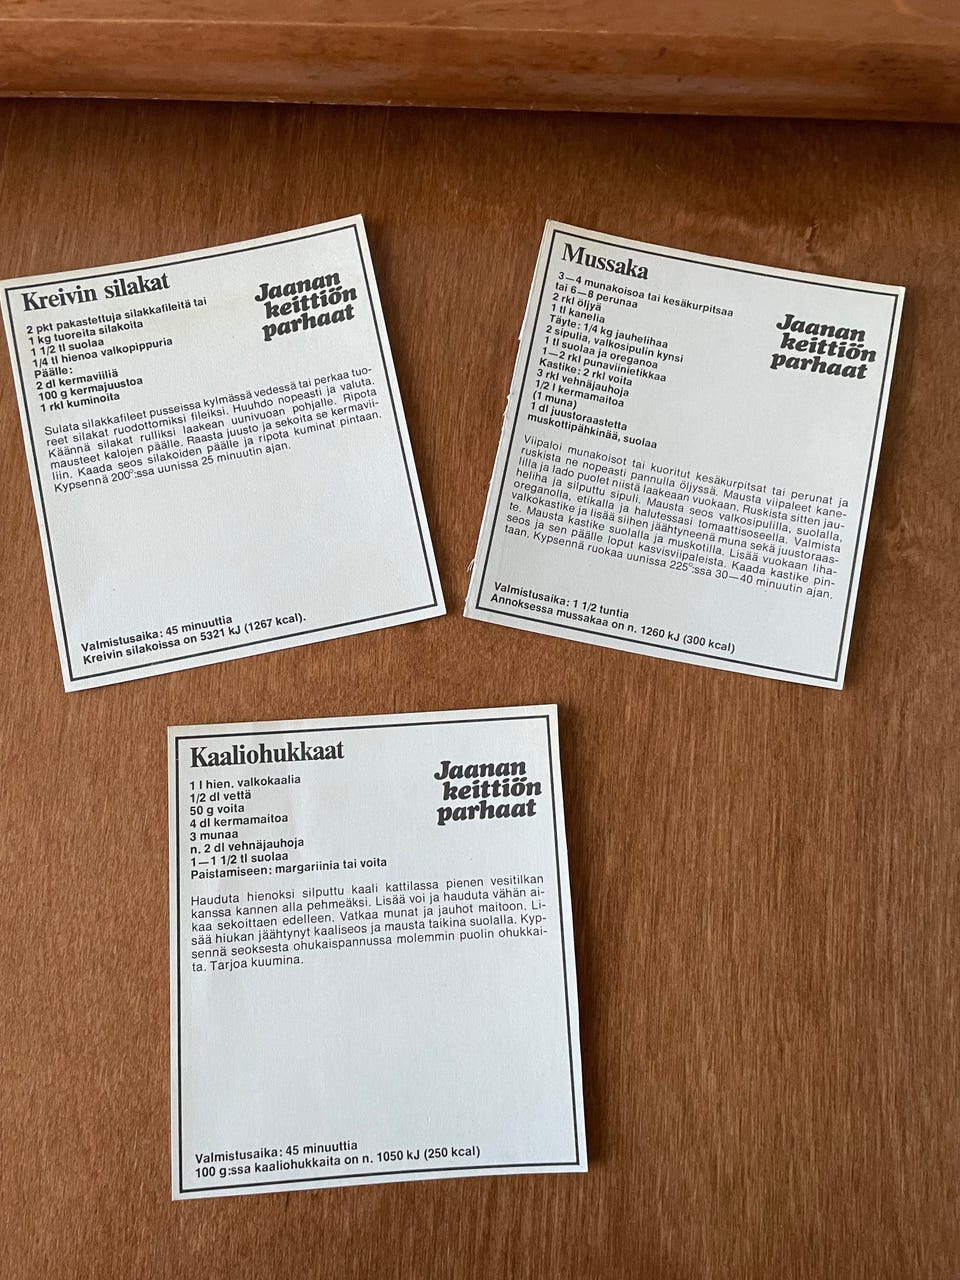 Kreivin silakat
Jaanan
keittiön
parhaat
2 pkt pakastettuja silakkafileitä tai
1 kg tuoreita silakoita
1 1/2 tl suolaa
1/4 tl hienoa valkopippuria
Päälle:
2 dl kermaviiliä
100 g kermajuustoa
1 rkl kuminoita
Sulata silakkafileet pusseissa kylmässä vedessä tai perkaa tuo-
reet silakat ruodottomiksi fileiksi. Huuhdo nopeasti ja valuta.
Käännä silakat rulliksi laakean uunivuoan pohjalle. Ripota
mausteet kalojen päälle. Raasta juusto ja sekoita se kermavii-
liin. Kaada seos silakoiden päälle ja ripota kuminat pintaan.
Kypsennä 200°:ssa uunissa 25 minuutin ajan.
Valmistusaika: 45 minuuttia
Kreivin silakoissa on 5321 kJ (1267 kcal).
Mussaka
Jaanan
keittiön
parhaat
3—4 munakoisoa tai kesäkurpitsaa
tai 6—8 perunaa
2 rkl öljyä
1 tl kanelia
Täyte: 1/4 kg jauhelihaa
2 sipulia, valkosipulin kynsi
1 tl suolaa ja oreganoa
1—2 rkl punaviinietikkaa
Kastike: 2 rkl voita
3 rkl vehnäjauhoja
1/2 l kermamaitoa
(1 muna)
1 dl juustoraastetta
muskottipähkinää, suolaa
Viipaloi munakoisot tai kuoritut kesäkurpitsat tai perunat ja
ruskista ne nopeasti pannulla öljyssä. Mausta viipaleet kane-
lilla ja lado puolet niistä laakeaan vuokaan. Ruskista sitten jau-
heliha ja silputtu sipuli. Mausta seos valkosipulilla, suolalla,
oreganolla, etikalla ja halutessasi tomaattisoseella. Valmista
valkokastike ja lisää siihen jäähtyneenä muna sekä juustoraas-
te. Mausta kastike suolalla ja muskotilla. Lisää vuokaan liha-
seos ja sen päälle loput kasvisviipaleista. Kaada kastike pin-
taan. Kypsennä ruokaa uunissa 225°:ssa 30—40 minuutin ajan.
Valmistusaika: 1 1/2 tuntia
Annoksessa mussakaa on n. 1260 kJ (300 kcal)
Kaaliohukkaat
Jaanan
keittiön
parhaat
1 l hien. valkokaalia
1/2 dl vettä
50 g voita
4 dl kermamaitoa
3 munaa
n. 2 dl vehnäjauhoja
1—1 1/2 tl suolaa
Paistamiseen: margariinia tai voita
Hauduta hienoksi silputtu kaali kattilassa pienen vesitilkan
kanssa kannen alla pehmeäksi. Lisää voi ja hauduta vähän ai-
kaa sekoittaen edelleen. Vatkaa munat ja jauhot maitoon. Li-
sää hiukan jäähtynyt kaaliseos ja mausta taikina suolalla. Kyp-
sennä seoksesta ohukaispannussa molemmin puolin ohukkai-
ta. Tarjoa kuumina.
Valmistusaika: 45 minuuttia
100 g:ssa kaaliohukkaita on n. 1050 kJ (250 kcal)